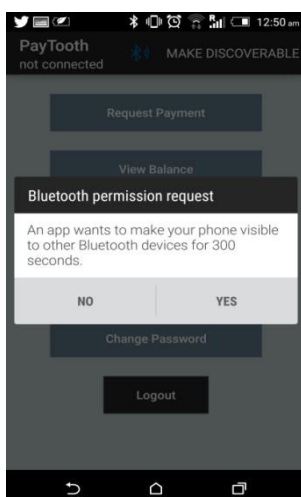 12:50 am
PayTooth
not connected
MAKE DISCOVERABLE
Request Payment
View Balance
Bluetooth permission request
An app wants to make your phone visible
to other Bluetooth devices for 300
seconds.
NO YES
Change Password
Logout